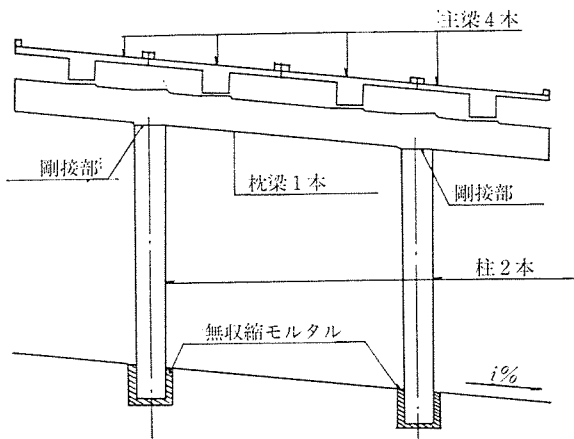 主梁4本
剛接部
枕梁1本
剛接部
柱2本
無収縮モルタル
i%